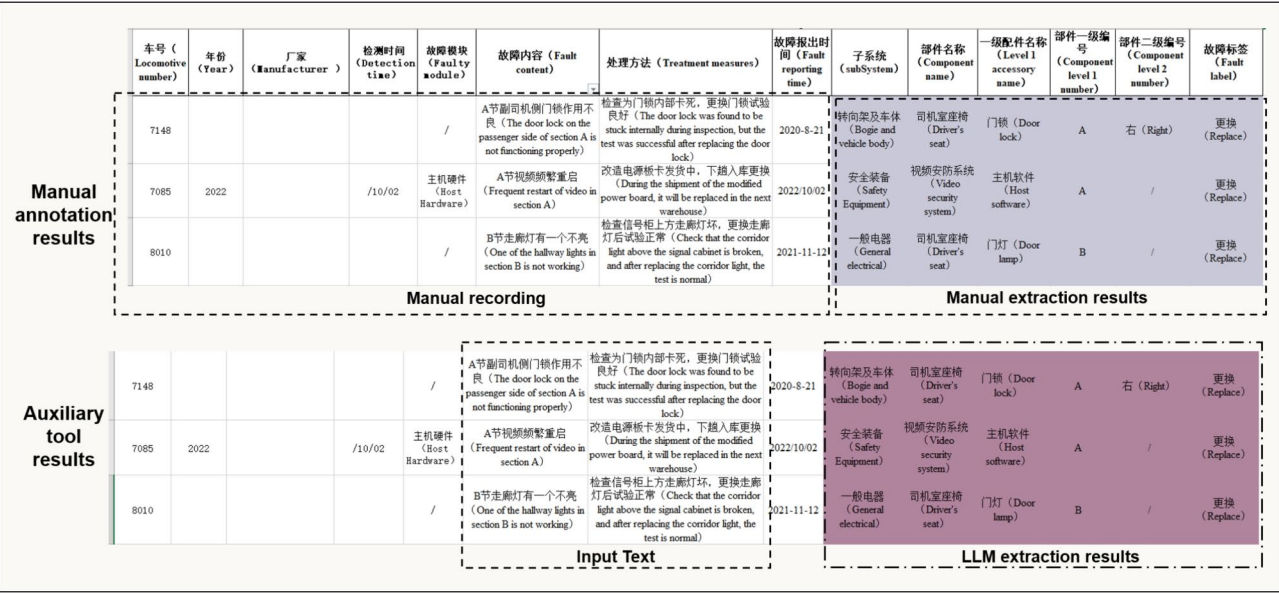 车号（ Locomotive number）
年份 （Year）
厂家 （Manufacturer ）
检测时间 （Detection time）
故障模块 （Faulty module）
故障内容（Fault content）
处理方法（Treatment measures）
故障报出时间（Fault reporting time）
子系统 （subSystem）
部件名称 （Component name）
一级配件名称 （Level 1 accessory name）
部件一级编号 （Component level 1 number）
部件二级编号 （Component level 2 number）
故障标签 （Fault label）
Manual annotation results
7148
/
A节副司机侧门锁作用不良（The door lock on the passenger side of section A is not functioning properly）
检查为门锁内部卡死，更换门锁试验良好（The door lock was found to be stuck internally during inspection, but the test was successful after replacing the door lock）
2020-8-21
转向架及车体 （Bogie and vehicle body）
司机室座椅 （Driver's seat）
门锁（Door lock）
A
右（Right）
更换 （Replace）
7085
2022
/10/02
主机硬件 （Host Hardware）
A节视频频繁重启 （Frequent restart of video in section A）
改造电源板卡发货中，下趟入库更换 （During the shipment of the modified power board, it will be replaced in the next warehouse）
2022/10/02
安全装备 （Safety Equipment）
视频安防系统 （Video security system）
主机软件 （Host software）
A
/
更换 （Replace）
8010
/
B节走廊灯有一个不亮 （One of the hallway lights in section B is not working）
检查信号柜上方走廊灯坏，更换走廊灯后试验正常（Check that the corridor light above the signal cabinet is broken, and after replacing the corridor light, the test is normal）
2021-11-12
一般电器 （General electrical）
司机室座椅 （Driver's seat）
门灯（Door lamp）
B
/
更换 （Replace）
Manual recording
Manual extraction results
Auxiliary tool results
7148
/
A节副司机侧门锁作用不良（The door lock on the passenger side of section A is not functioning properly）
检查为门锁内部卡死，更换门锁试验良好（The door lock was found to be stuck internally during inspection, but the test was successful after replacing the door lock）
2020-8-21
转向架及车体 （Bogie and vehicle body）
司机室座椅 （Driver's seat）
门锁（Door lock）
A
右（Right）
更换 （Replace）
7085
2022
/10/02
主机硬件 （Host Hardware）
A节视频频繁重启 （Frequent restart of video in section A）
改造电源板卡发货中，下趟入库更换 （During the shipment of the modified power board, it will be replaced in the next warehouse）
2022/10/02
安全装备 （Safety Equipment）
视频安防系统 （Video security system）
主机软件 （Host software）
A
/
更换 （Replace）
8010
/
B节走廊灯有一个不亮 （One of the hallway lights in section B is not working）
检查信号柜上方走廊灯坏，更换走廊灯后试验正常（Check that the corridor light above the signal cabinet is broken, and after replacing the corridor light, the test is normal）
2021-11-12
一般电器 （General electrical）
司机室座椅 （Driver's seat）
门灯（Door lamp）
B
/
更换 （Replace）
Input Text
LLM extraction results